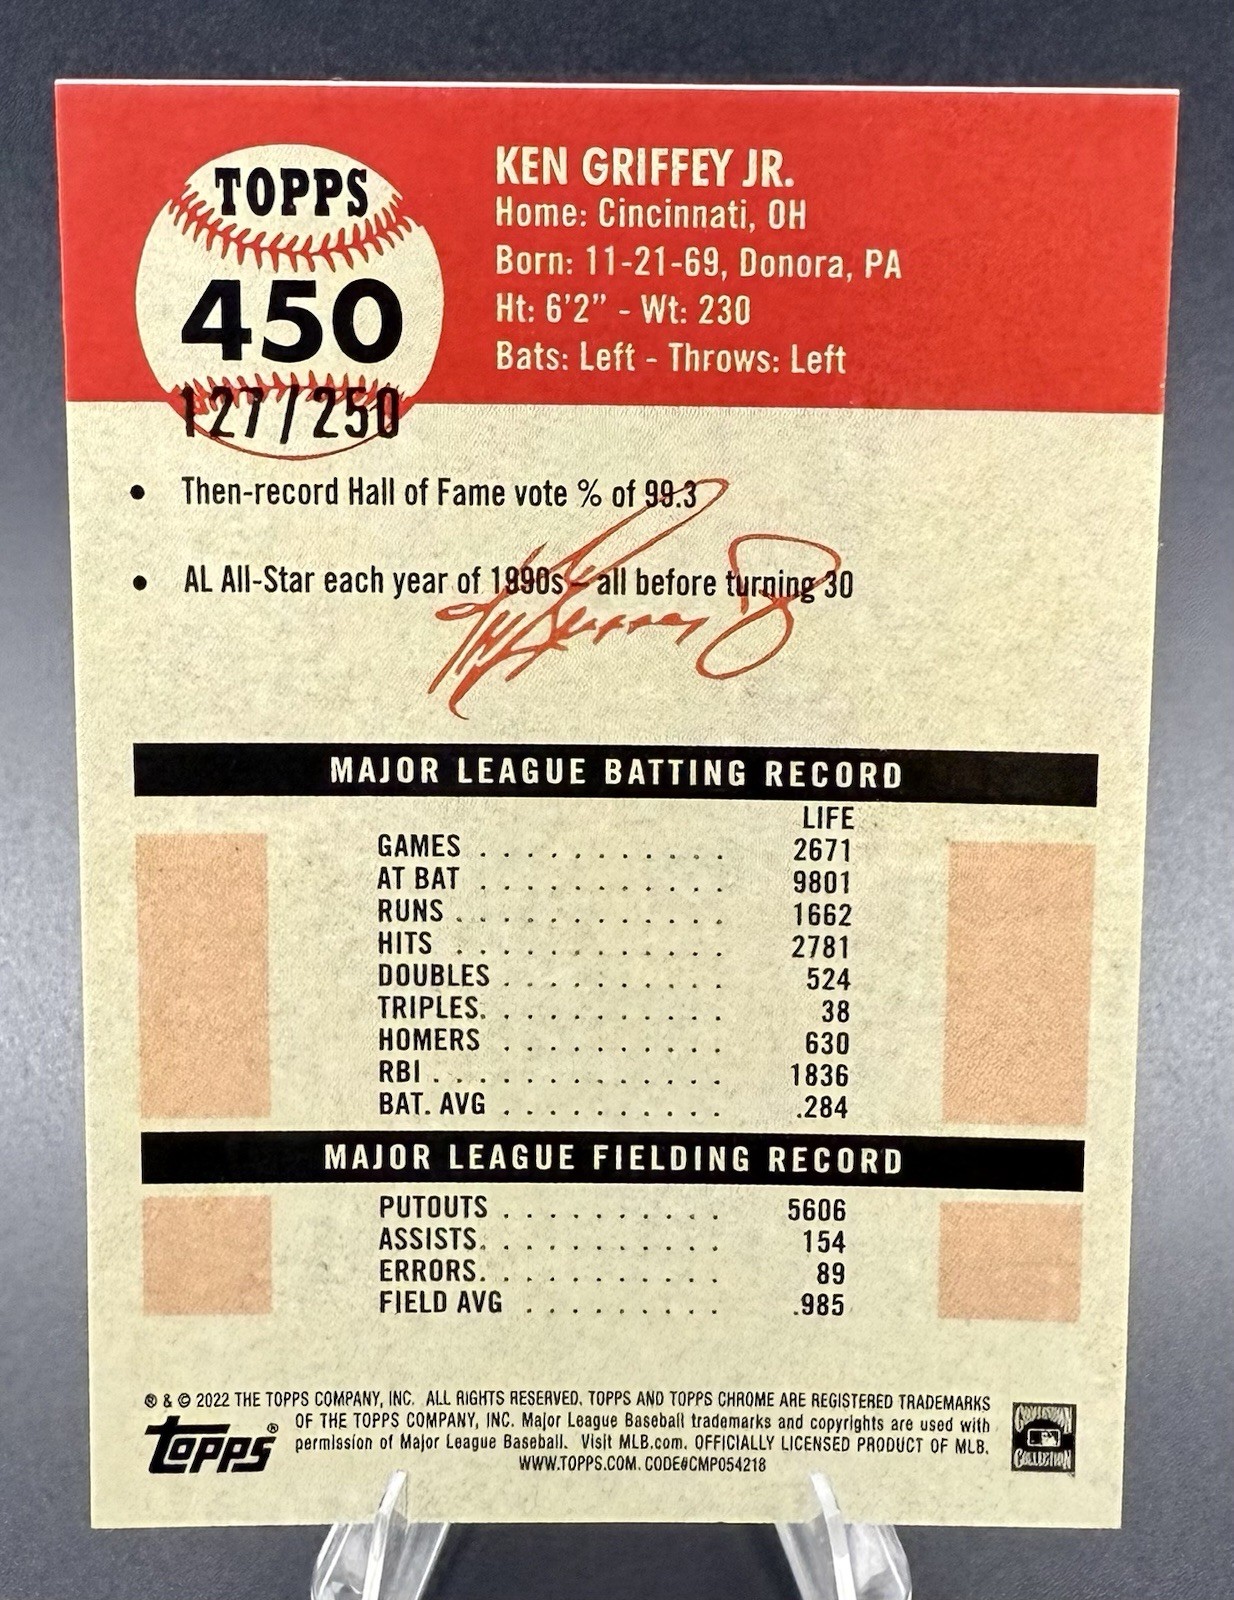 TOPPS
450
127/250
KEN GRIFFEY JR.
Home: Cincinnati, OH
Born: 11-21-69, Donora, PA
Ht: 6'2" - Wt: 230
Bats: Left - Throws: Left
• Then-record Hall of Fame vote % of 99.3
• AL All-Star each year of 1990s – all before turning 30
Ken Griffey Jr
MAJOR LEAGUE BATTING RECORD
LIFE
GAMES . . . . . . . . . . . 2671
AT BAT . . . . . . . . . . . 9801
RUNS . . . . . . . . . . . . 1662
HITS . . . . . . . . . . . . 2781
DOUBLES . . . . . . . . . . 524
TRIPLES. . . . . . . . . . . 38
HOMERS . . . . . . . . . . 630
RBI . . . . . . . . . . . . . 1836
BAT. AVG . . . . . . . . . . .284
MAJOR LEAGUE FIELDING RECORD
PUTOUTS . . . . . . . . . . 5606
ASSISTS. . . . . . . . . . . 154
ERRORS. . . . . . . . . . . 89
FIELD AVG . . . . . . . . . .985
® & © 2022 THE TOPPS COMPANY, INC. ALL RIGHTS RESERVED. TOPPS AND TOPPS CHROME ARE REGISTERED TRADEMARKS
OF THE TOPPS COMPANY, INC. Major League Baseball trademarks and copyrights are used with
permission of Major League Baseball. Visit MLB.com. OFFICIALLY LICENSED PRODUCT OF MLB.
WWW.TOPPS.COM. CODE#CMP054218
topps®
COLLECTION
COLLECTION